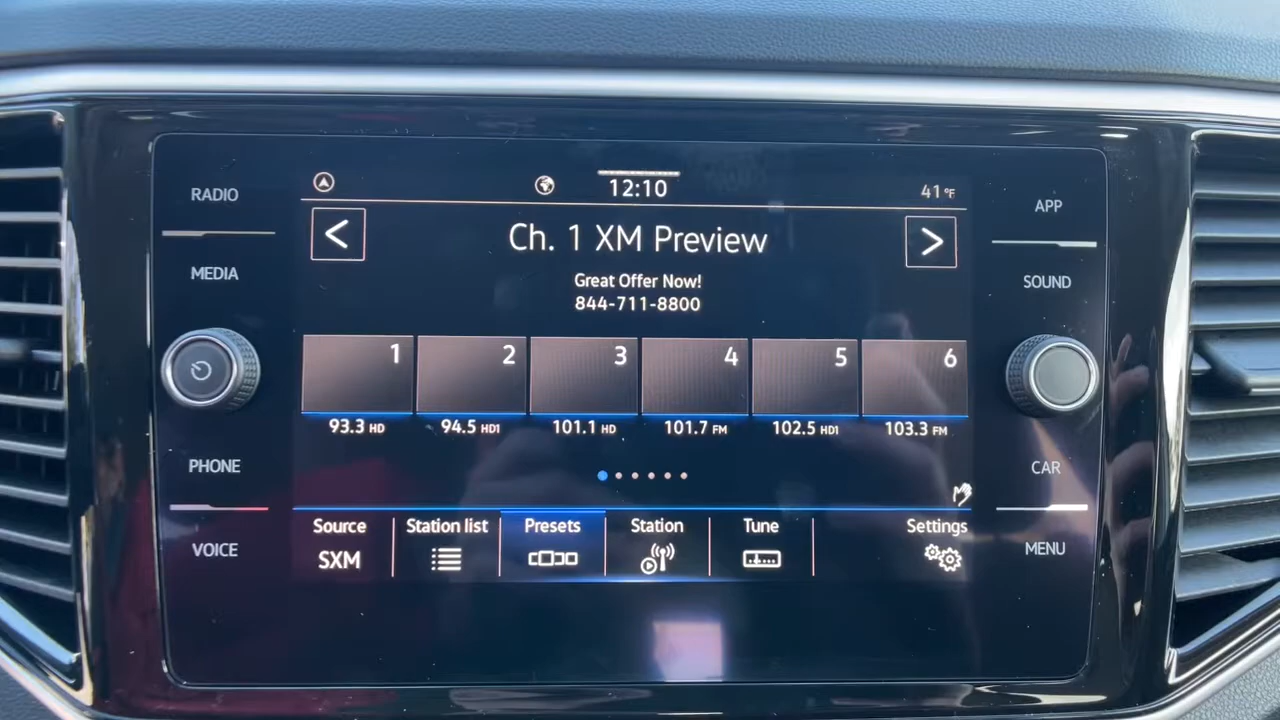 RADIO
MEDIA
PHONE
VOICE
12:10
41°F
< Ch. 1 XM Preview >
Great Offer Now!
844-711-8800
1 2 3 4 5 6
93.3 HD 94.5 HD1 101.1 HD 101.7 FM 102.5 HD1 103.3 FM
Source Station list Presets Station Tune Settings
SXM
APP
SOUND
CAR
MENU